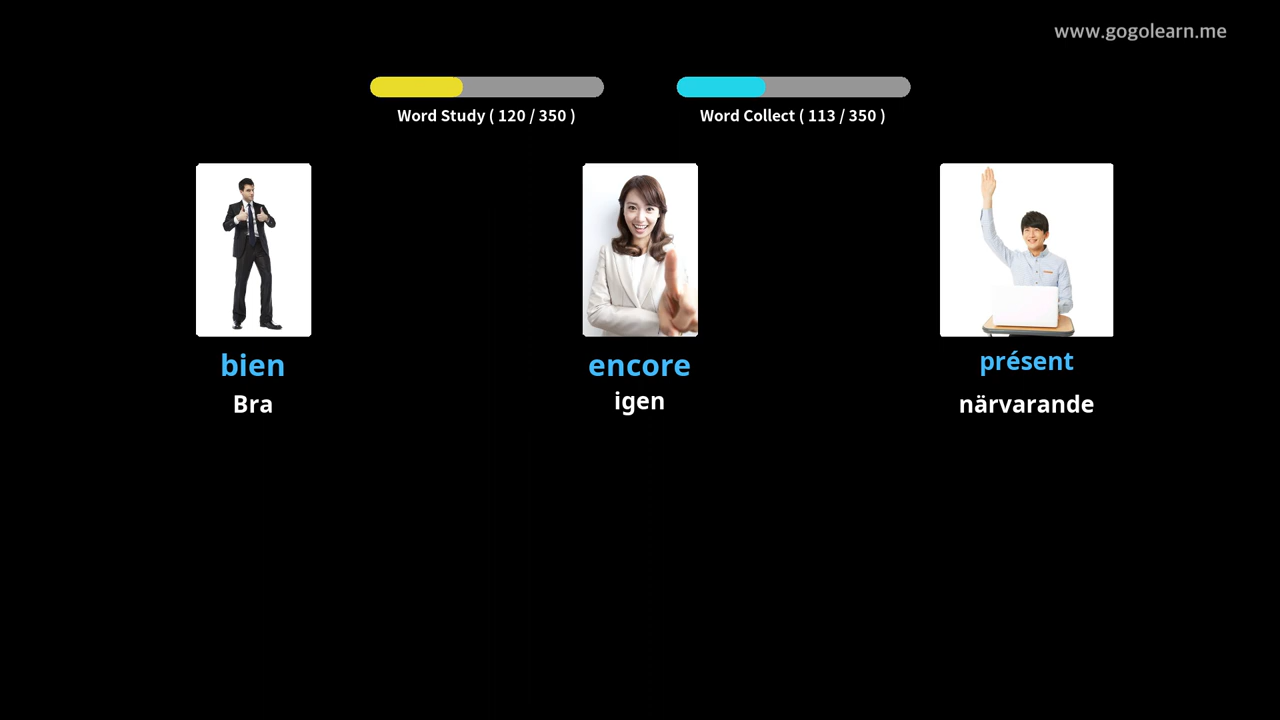 www.gogolearn.me
Word Study ( 120 / 350 )
Word Collect ( 113 / 350 )
bien
Bra
encore
igen
présent
närvarande